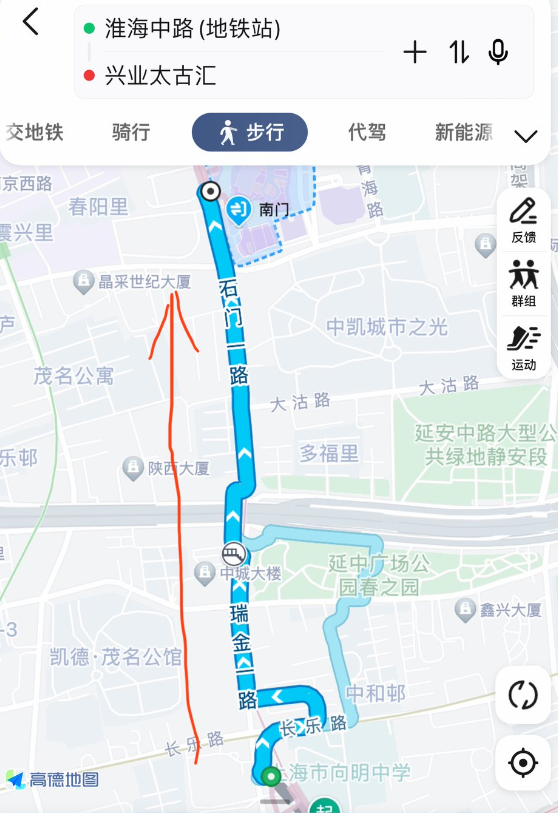 淮海中路(地铁站)
兴业太古汇
交地铁
骑行
步行
代驾
新能源
京西路
春阳里
震兴里
南门
青海路
反馈
晶采世纪大厦
石门一路
群组
中凯城市之光
运动
茂名公寓
大沽路
大沽路
延安中路大型公
共绿地静安段
多福里
乐邨
陕西大厦
中城大楼
延中广场公
园春之园
瑞金一路
鑫兴大厦
-3
凯德·茂名公馆
中和邨
长乐路
长乐路
高德地图
海市向明中学
起